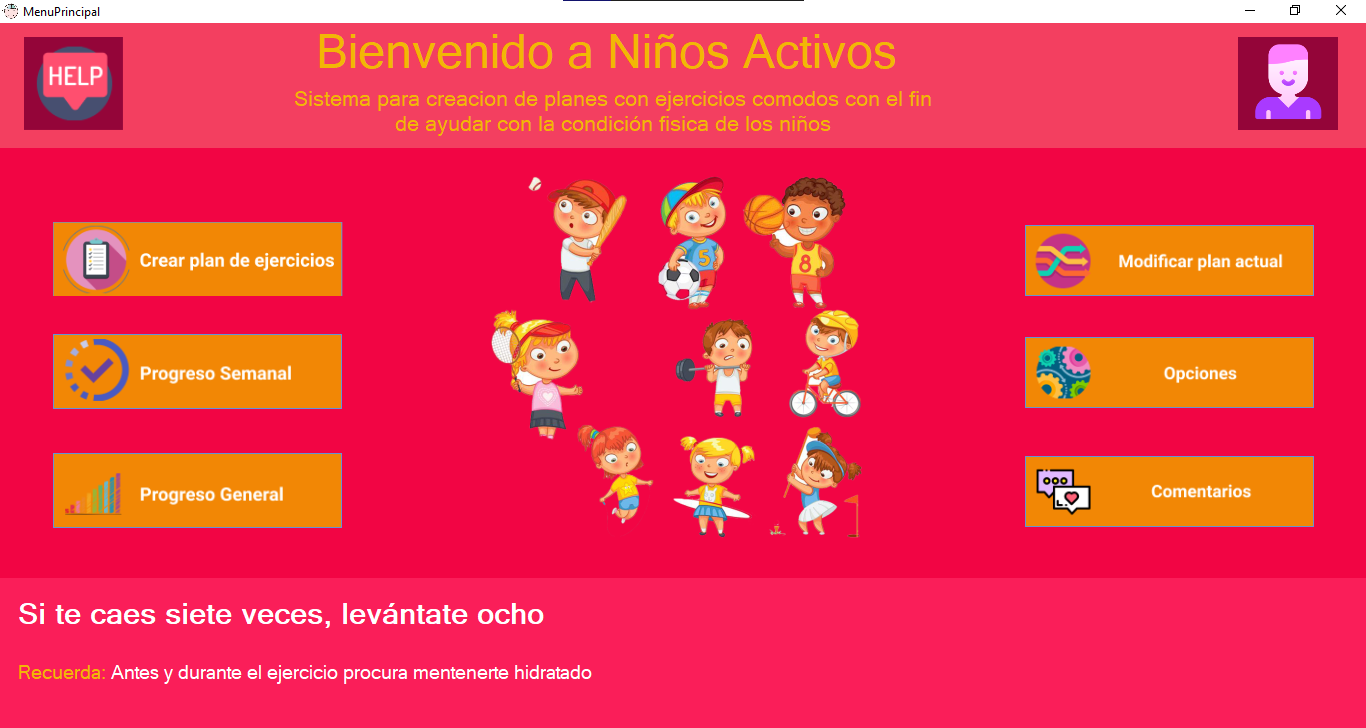 MenuPrincipal
HELP
Bienvenido a Niños Activos
Sistema para creacion de planes con ejercicios comodos con el fin
de ayudar con la condición fisica de los niños
5
8
Crear plan de ejercicios
Modificar plan actual
Progreso Semanal
Opciones
Progreso General
Comentarios
Si te caes siete veces, levántate ocho
Recuerda: Antes y durante el ejercicio procura mentenerte hidratado